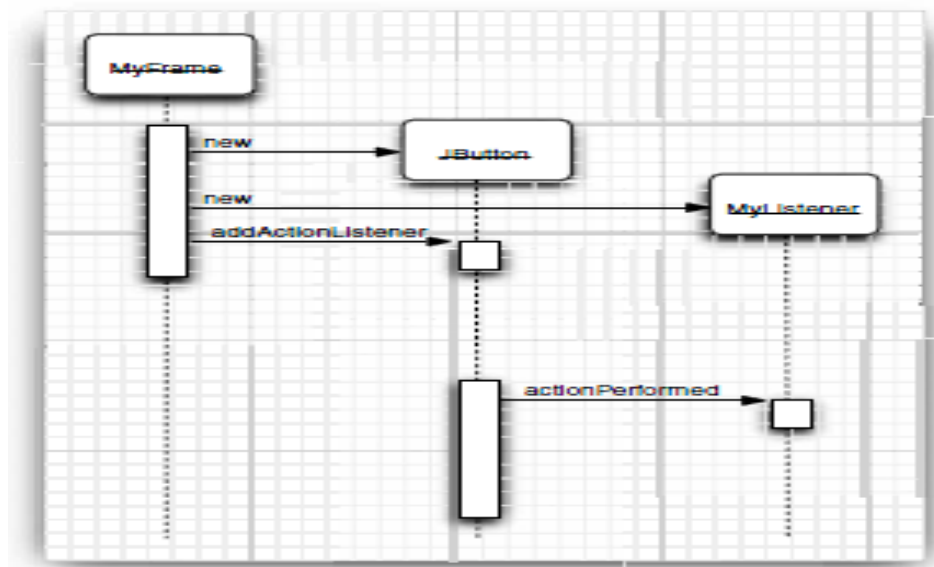 MyFrame
new
JButton
new
MyListener
addActionListener
actionPerformed